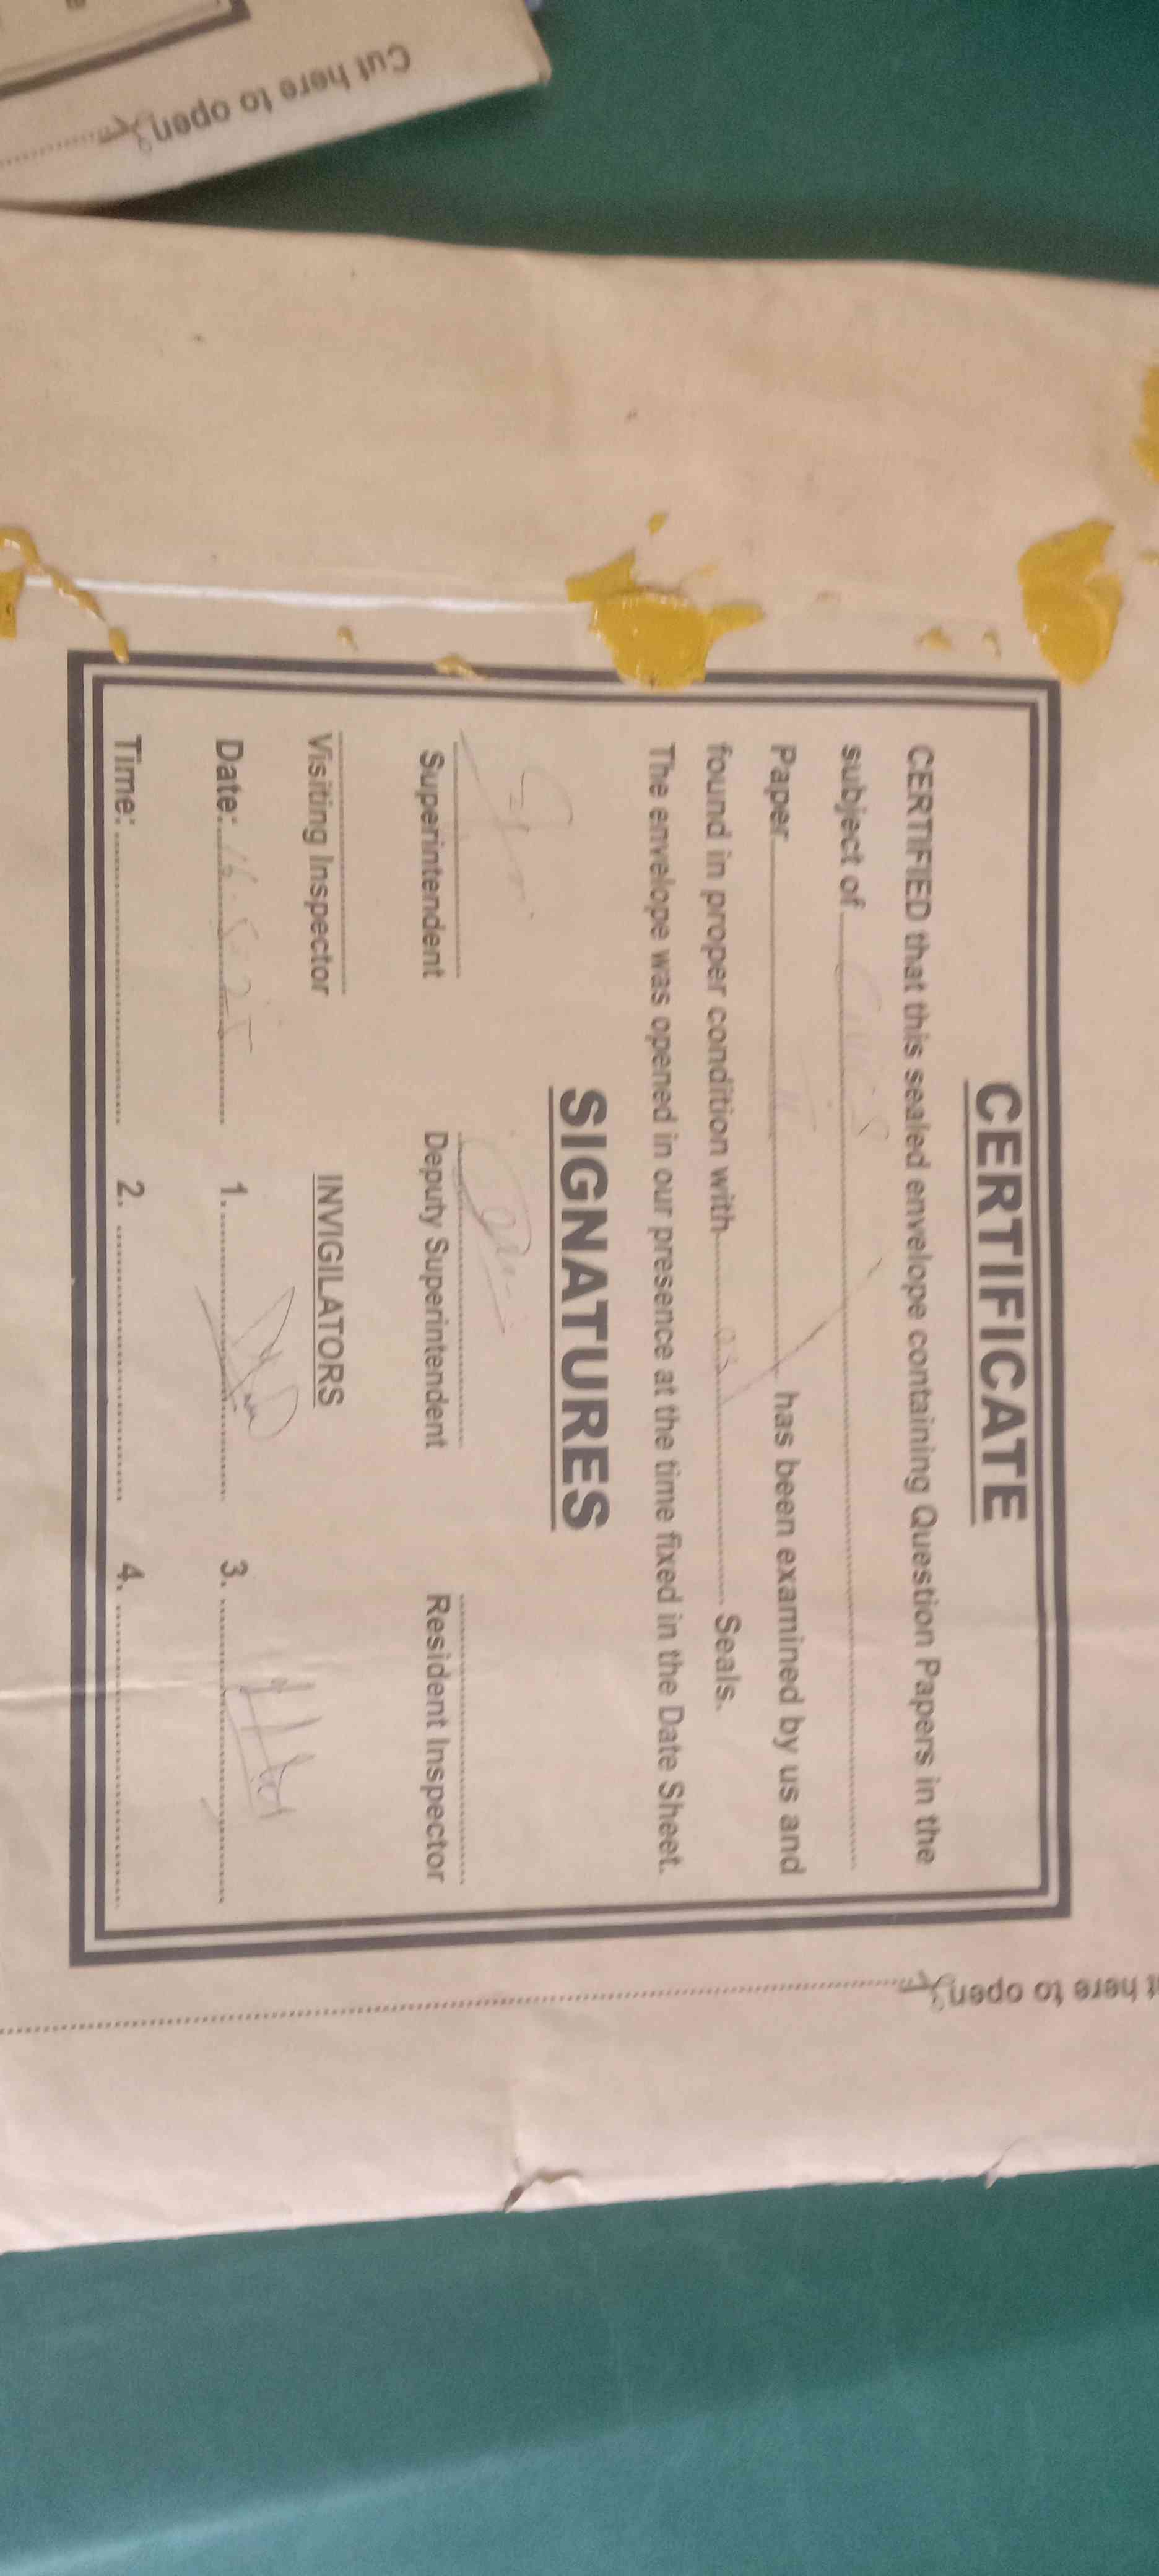 Cut here to open
CERTIFICATE
CERTIFIED that this sealed envelope containing Question Papers in the
subject of Civics
Paper has been examined by us and
found in proper condition with 03 Seals.
The envelope was opened in our presence at the time fixed in the Date Sheet.
SIGNATURES
Superintendent Deputy Superintendent Resident Inspector
Visiting Inspector INVIGILATORS
Date: 1. 3.
Time: 2. 4.
t here to open